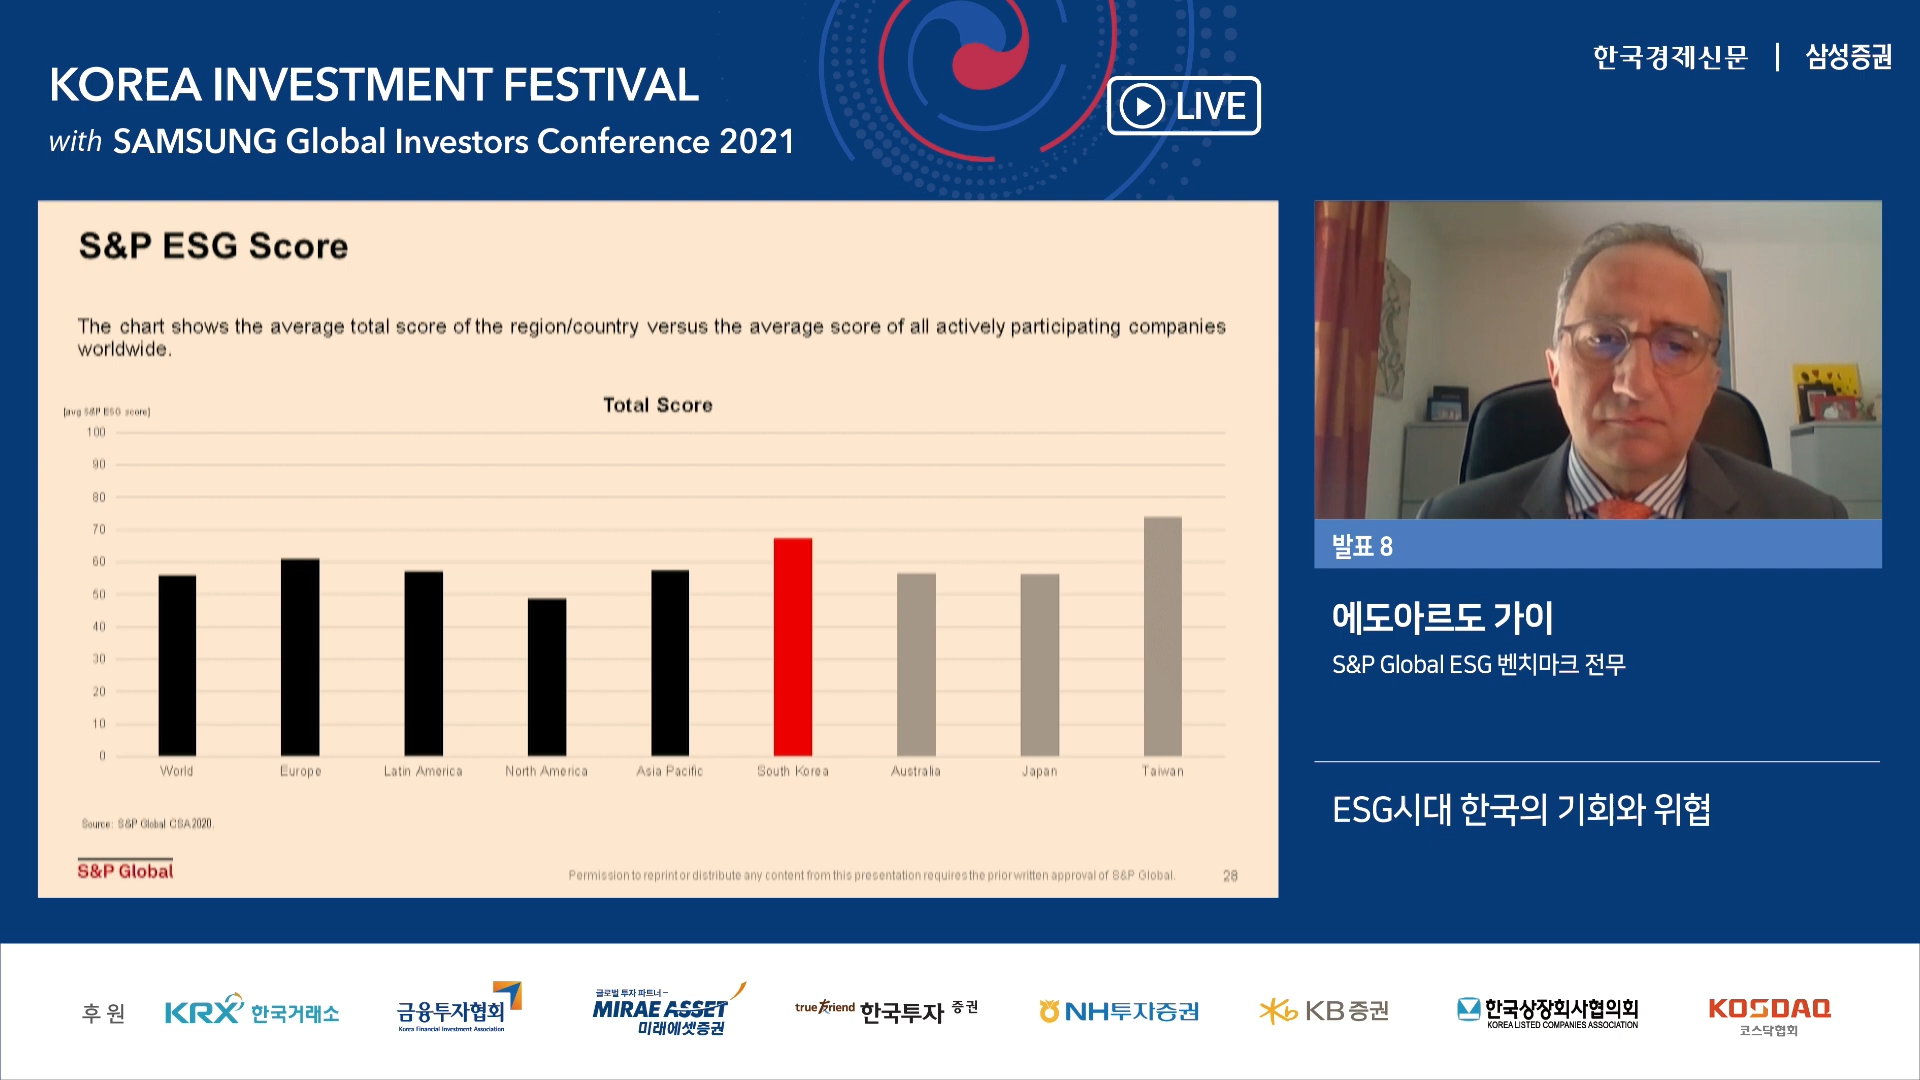 KOREA INVESTMENT FESTIVAL
with SAMSUNG Global Investors Conference 2021
LIVE
한국경제신문 | 삼성증권
S&P ESG Score
The chart shows the average total score of the region/country versus the average score of all actively participating companies
worldwide.
Total Score
[avg S&P ESG score]
100
90
80
70
60
50
40
30
20
10
0
World Europe Latin America North America Asia Pacific South Korea Australia Japan Taiwan
Source: S&P Global CSA 2020.
S&P Global
Permission to reprint or distribute any content from this presentation requires the prior written approval of S&P Global.
28
발표 8
에도아르도 가이
S&P Global ESG 벤치마크 전무
ESG시대 한국의 기회와 위협
후 원
KRX 한국거래소
금융투자협회
Korea Financial Investment Association
글로벌 투자 파트너 –
MIRAE ASSET
미래에셋증권
true friend 한국투자 증권
NH투자증권
KB 증권
한국상장회사협의회
KOREA LISTED COMPANIES ASSOCIATION
KOSDAQ
코스닥협회